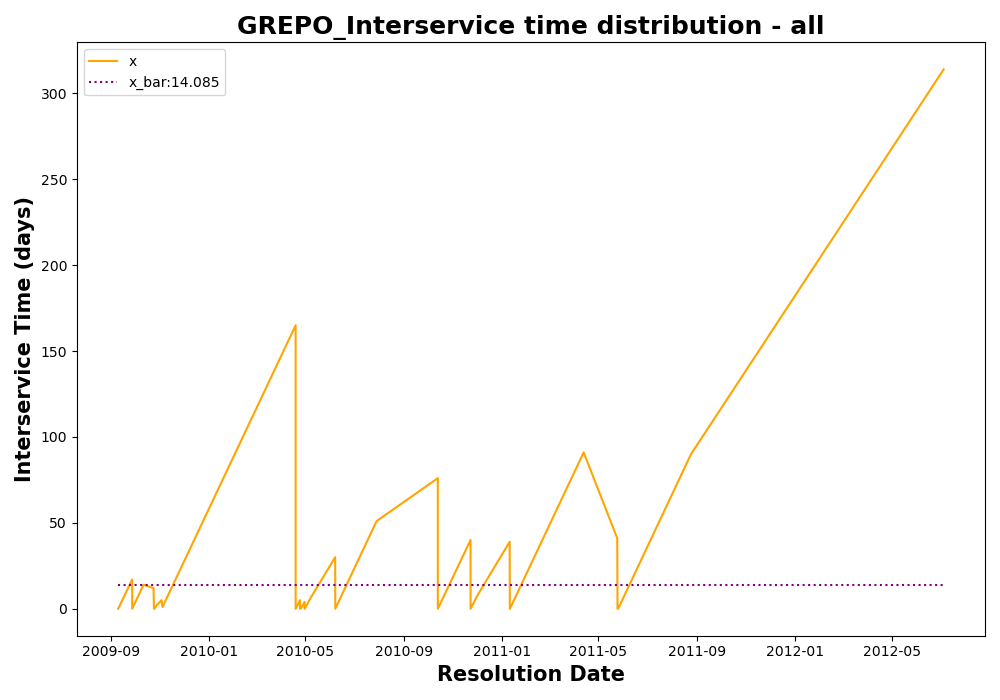 GREPO_Interservice time distribution - all
x
x_bar:14.085
Interservice Time (days)
300
250
200
150
100
50
0
2009-09 2010-01 2010-05 2010-09 2011-01 2011-05 2011-09 2012-01 2012-05
Resolution Date